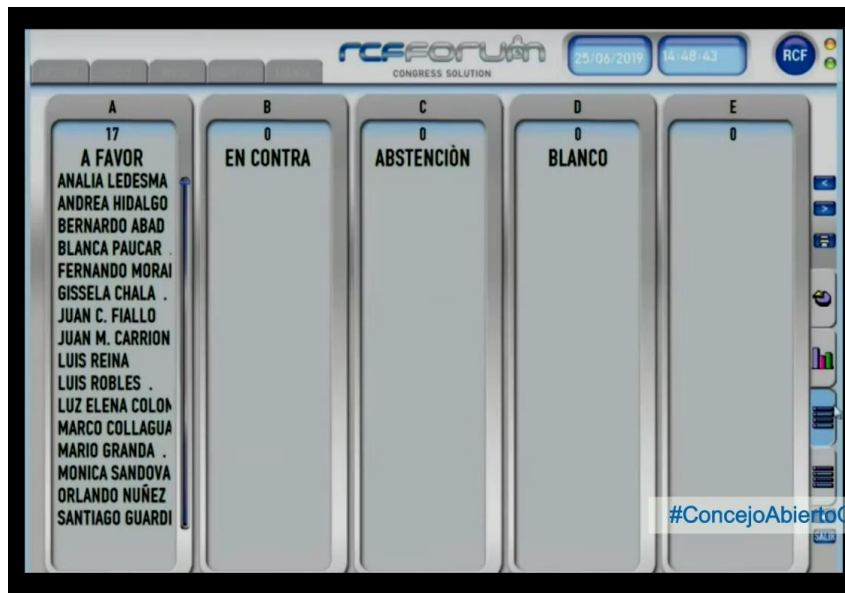 RCF FORUM
CONGRESS SOLUTION
25/06/2019
14:48:43
RCF
A
17
A FAVOR
ANALIA LEDESMA
ANDREA HIDALGO
BERNARDO ABAD
BLANCA PAUCAR .
FERNANDO MORAI
GISSELA CHALA .
JUAN C. FIALLO
JUAN M. CARRION
LUIS REINA
LUIS ROBLES .
LUZ ELENA COLON
MARCO COLLAGUA
MARIO GRANDA .
MONICA SANDOVA
ORLANDO NUÑEZ
SANTIAGO GUARDI
B
0
EN CONTRA
C
0
ABSTENCIÒN
D
0
BLANCO
E
0
#ConcejoAbierto
SALIR